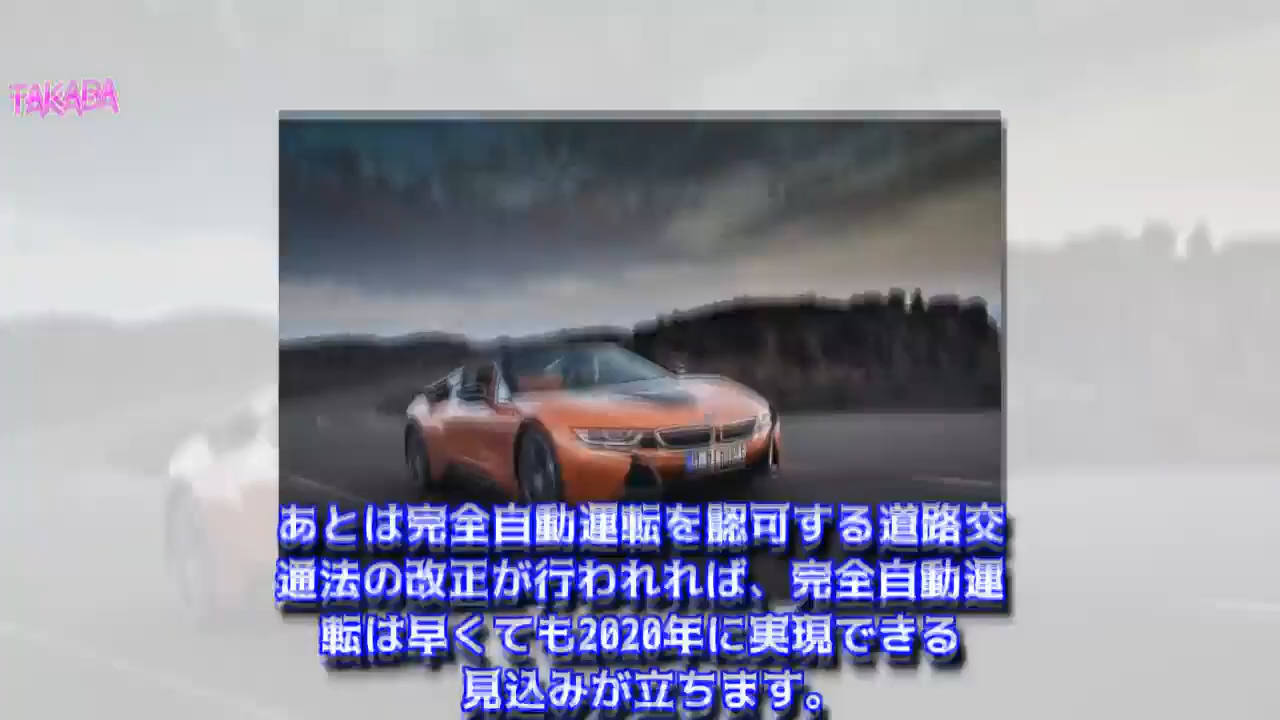 TAKABA
あとは完全自動運転を認可する道路交
通法の改正が行われれば、完全自動運
転は早くても2020年に実現できる
見込みが立ちます。